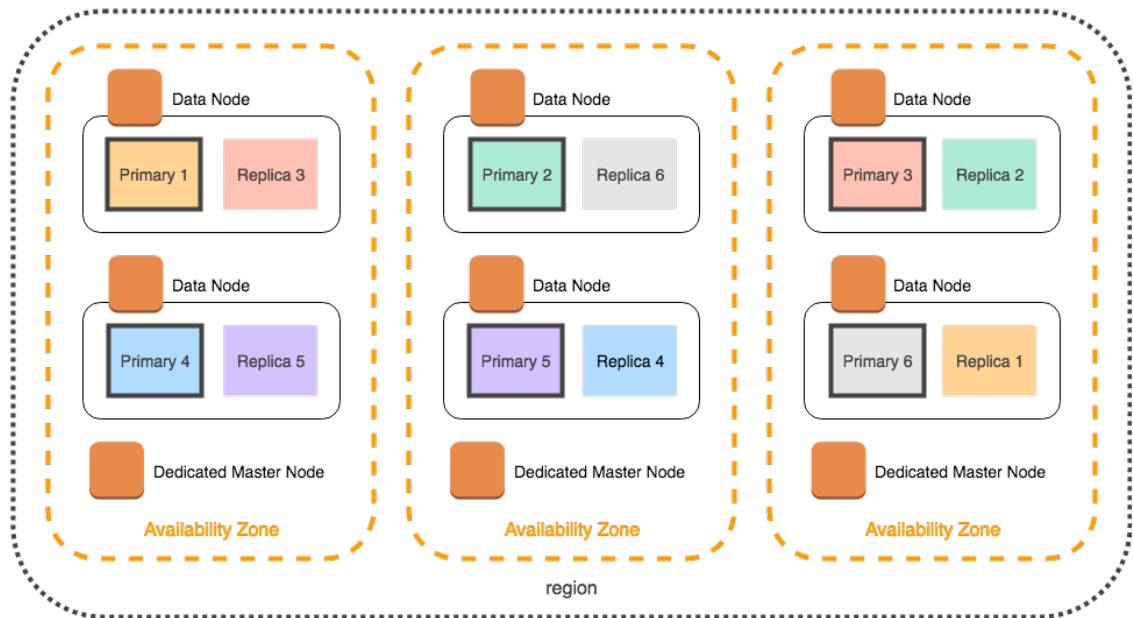 Data Node
Primary 1
Replica 3
Data Node
Primary 4
Replica 5
Dedicated Master Node
Availability Zone
Data Node
Primary 2
Replica 6
Data Node
Primary 5
Replica 4
Dedicated Master Node
Availability Zone
Data Node
Primary 3
Replica 2
Data Node
Primary 6
Replica 1
Dedicated Master Node
Availability Zone
region